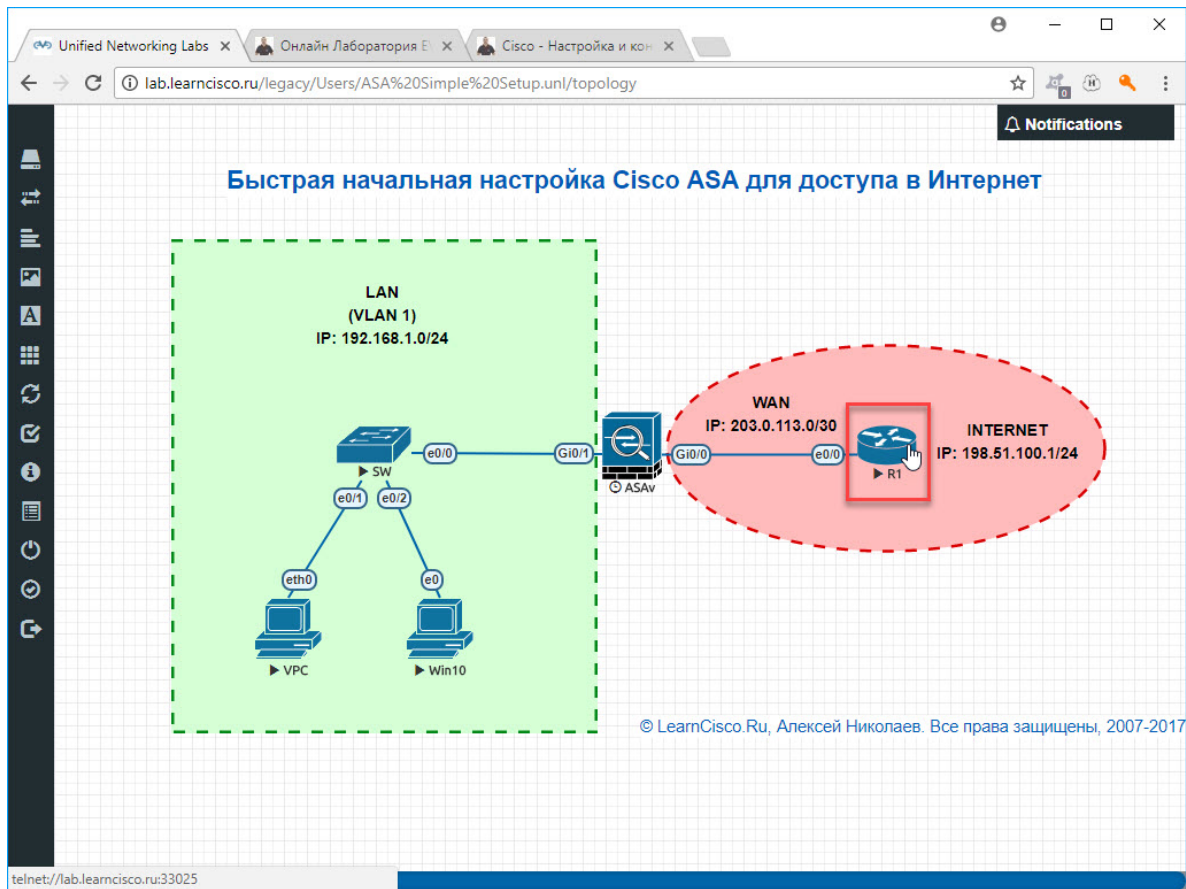 Unified Networking Labs
Онлайн Лаборатория Е
Cisco - Настройка и кон
lab.learncisco.ru/legacy/Users/ASA%20Simple%20Setup.unl/topology
0
Notifications
Быстрая начальная настройка Cisco ASA для доступа в Интернет
LAN
(VLAN 1)
IP: 192.168.1.0/24
WAN
IP: 203.0.113.0/30
INTERNET
IP: 198.51.100.1/24
e0/0
Gi0/1
Gi0/0
e0/0
SW
ASAv
R1
e0/1
e0/2
eth0
e0
VPC
Win10
© LearnCisco.Ru, Алексей Николаев. Все права защищены, 2007-2017
telnet://lab.learncisco.ru:33025